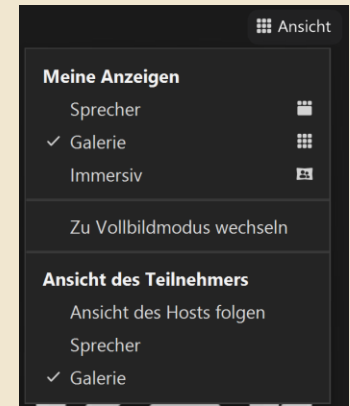 Ansicht
Meine Anzeigen
Sprecher
Galerie
Immersiv
Zu Vollbildmodus wechseln
Ansicht des Teilnehmers
Ansicht des Hosts folgen
Sprecher
Galerie